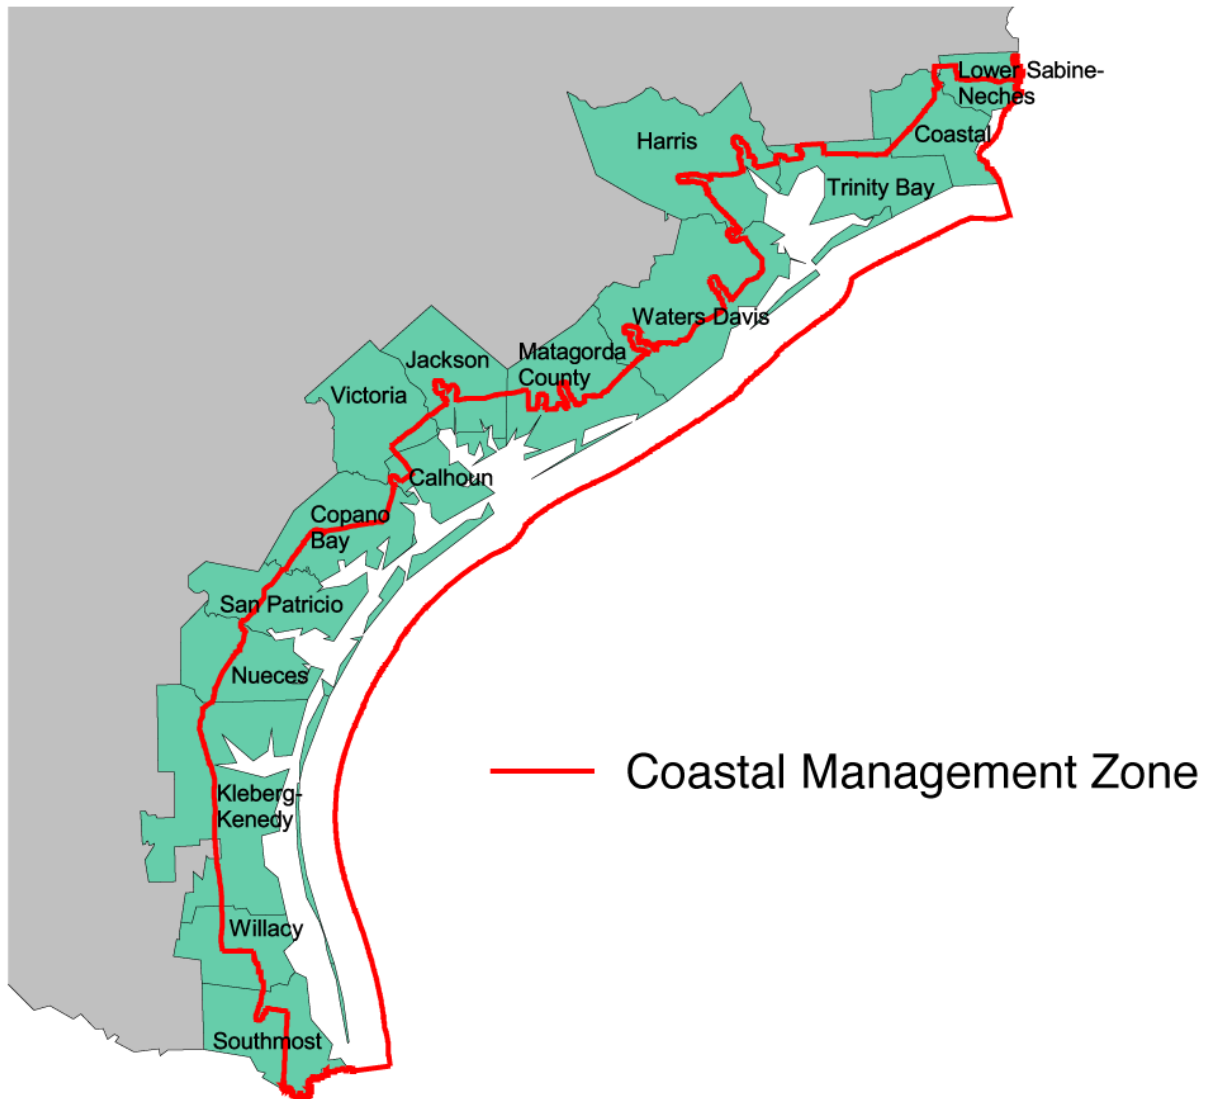 Lower Sabine-
Neches
Coastal
Harris
Trinity Bay
Waters Davis
Matagorda
County
Jackson
Victoria
Calhoun
Copano
Bay
San Patricio
Nueces
Coastal Management Zone
Kleberg-
Kenedy
Willacy
Southmost